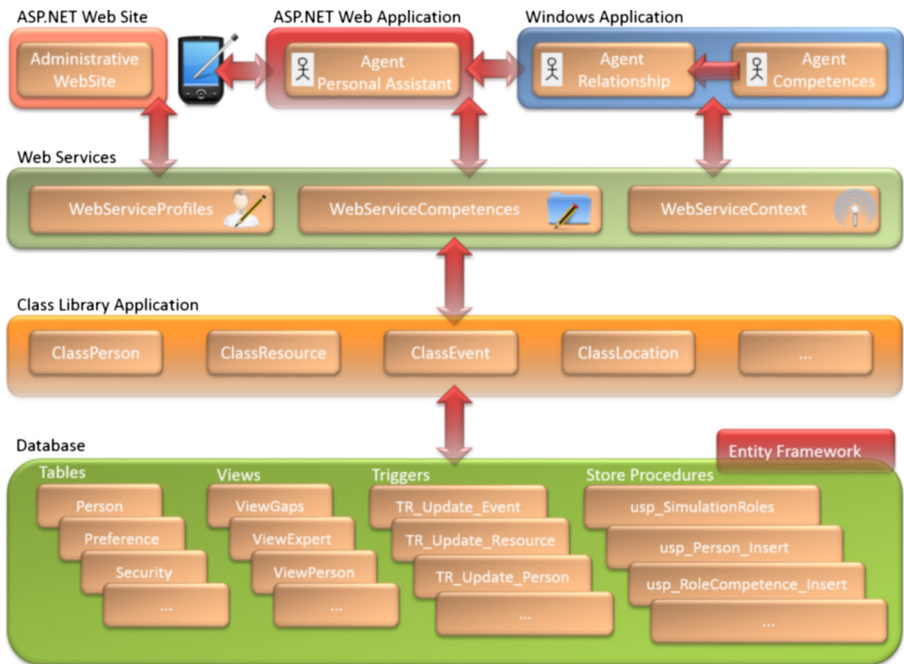 ASP.NET Web Site
ASP.NET Web Application
Windows Application
Administrative
WebSite
Agent
Personal Assistant
Agent
Relationship
Agent
Competences
Web Services
WebServiceProfiles
WebServiceCompetences
WebServiceContext
Class Library Application
ClassPerson
ClassResource
ClassEvent
ClassLocation
...
Database
Entity Framework
Tables
Person
Preference
Security
...
Views
ViewGaps
ViewExpert
ViewPerson
...
Triggers
TR_Update_Event
TR_Update_Resource
TR_Update_Person
...
Store Procedures
usp_SimulationRoles
usp_Person_Insert
usp_RoleCompetence_Insert
...